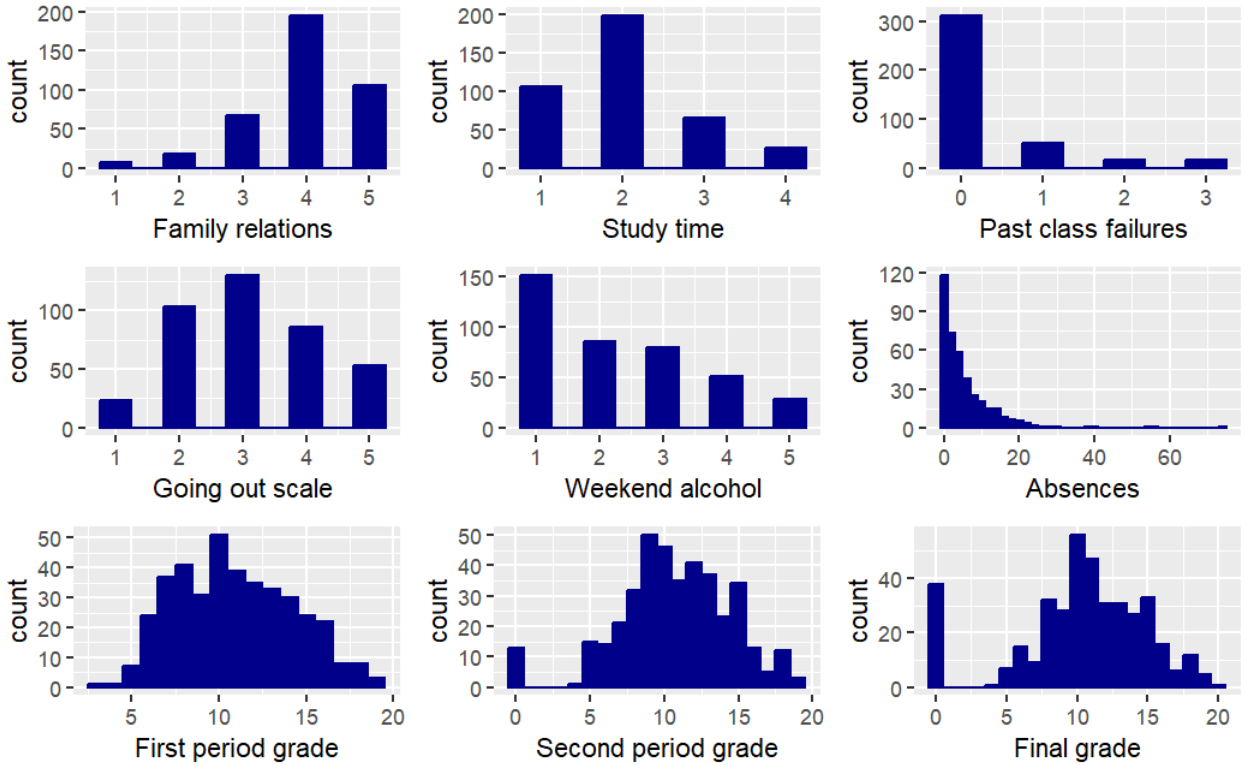 count
200
150
100
50
0
1 2 3 4 5
Family relations
count
200
150
100
50
0
1 2 3 4
Study time
count
300
200
100
0
0 1 2 3
Past class failures
count
100
50
0
1 2 3 4 5
Going out scale
count
150
100
50
0
1 2 3 4 5
Weekend alcohol
count
120
90
60
30
0
0 20 40 60
Absences
count
50
40
30
20
10
0
5 10 15 20
First period grade
count
50
40
30
20
10
0
0 5 10 15 20
Second period grade
count
40
20
0
0 5 10 15 20
Final grade